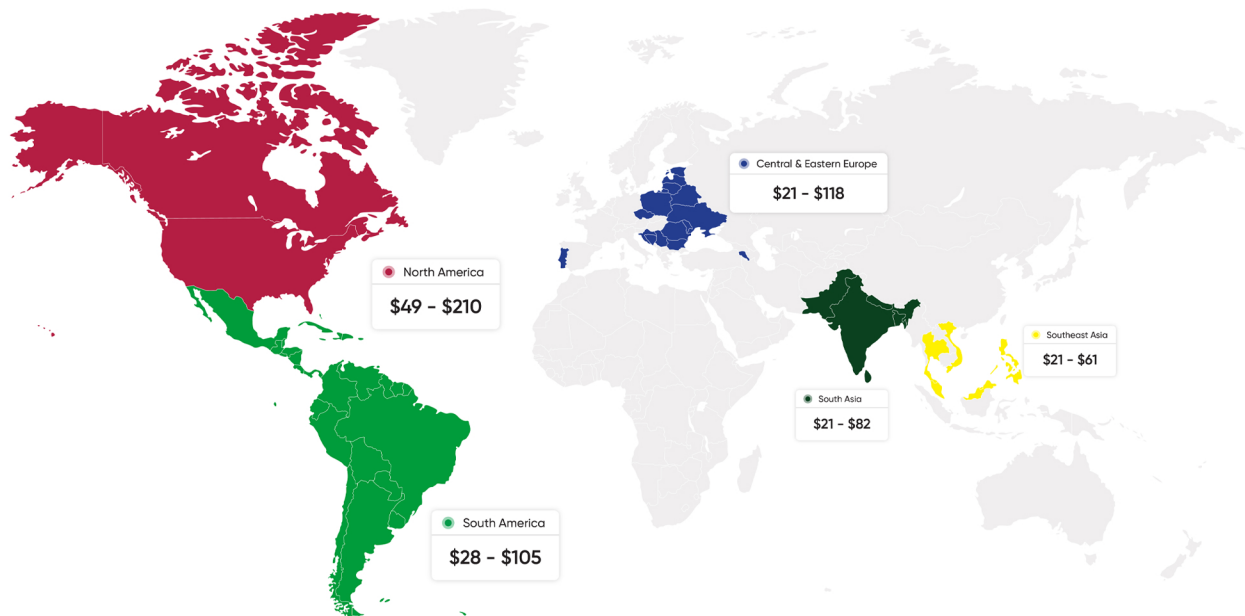 Central & Eastern Europe
$21 - $118
North America
$49 - $210
Southeast Asia
$21 - $61
South Asia
$21 - $82
South America
$28 - $105